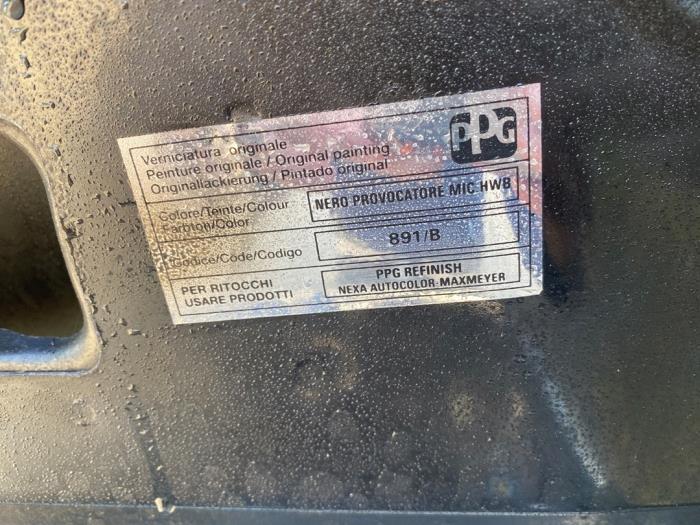 PPG
Verniciatura originale
Peinture originale / Original painting
Originallackierung / Pintado original
Colore/Teinte/Colour
Farbton/Color
NERO PROVOCATORE MIC HWB
Codice/Code/Codigo
891/B
PER RITOCCHI
USARE PRODOTTI
PPG REFINISH
NEXA AUTOCOLOR-MAXMEYER